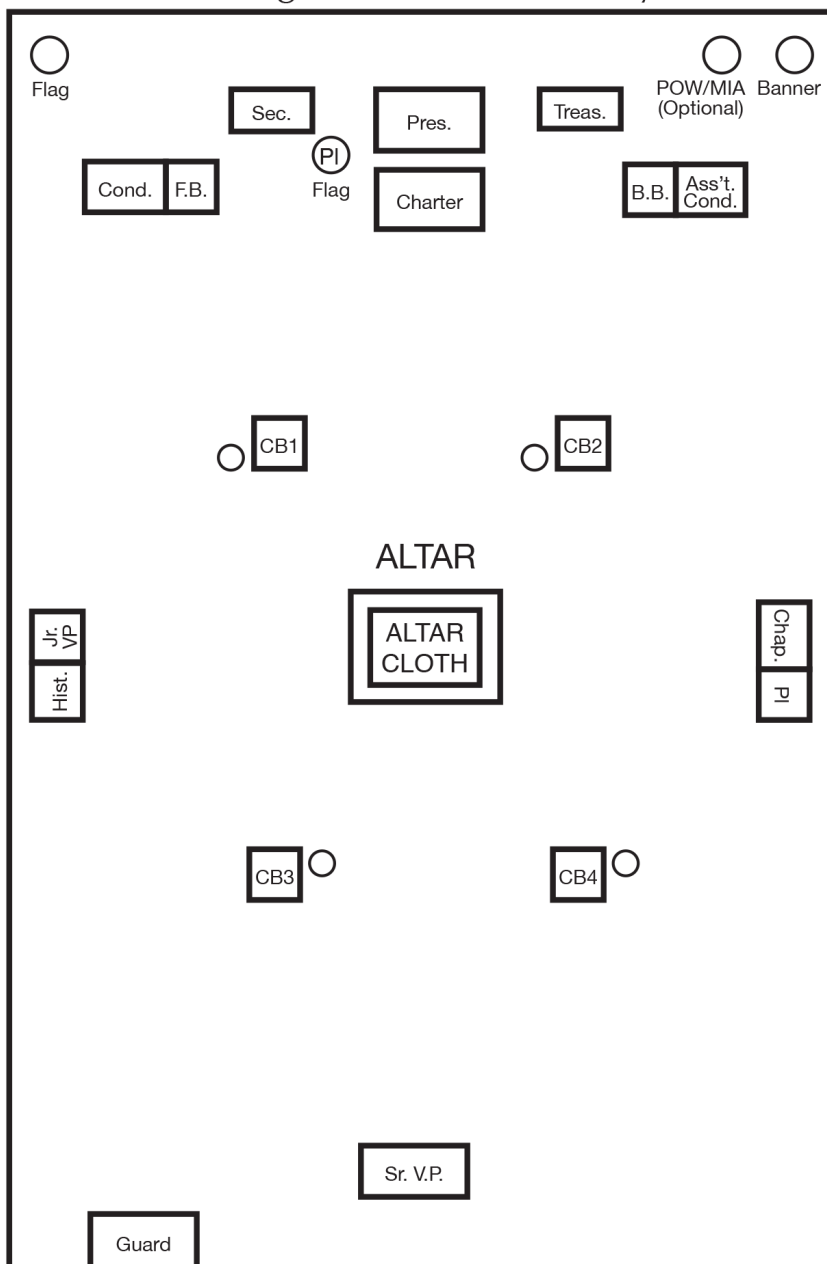 Flag
POW/MIA
(Optional)
Banner
Sec.
Pres.
Treas.
PI
Flag
Cond.
F.B.
Charter
B.B.
Ass't.
Cond.
CB1
CB2
ALTAR
ALTAR
CLOTH
Jr.
VP
Hist.
Chap.
PI
CB3
CB4
Sr. V.P.
Guard